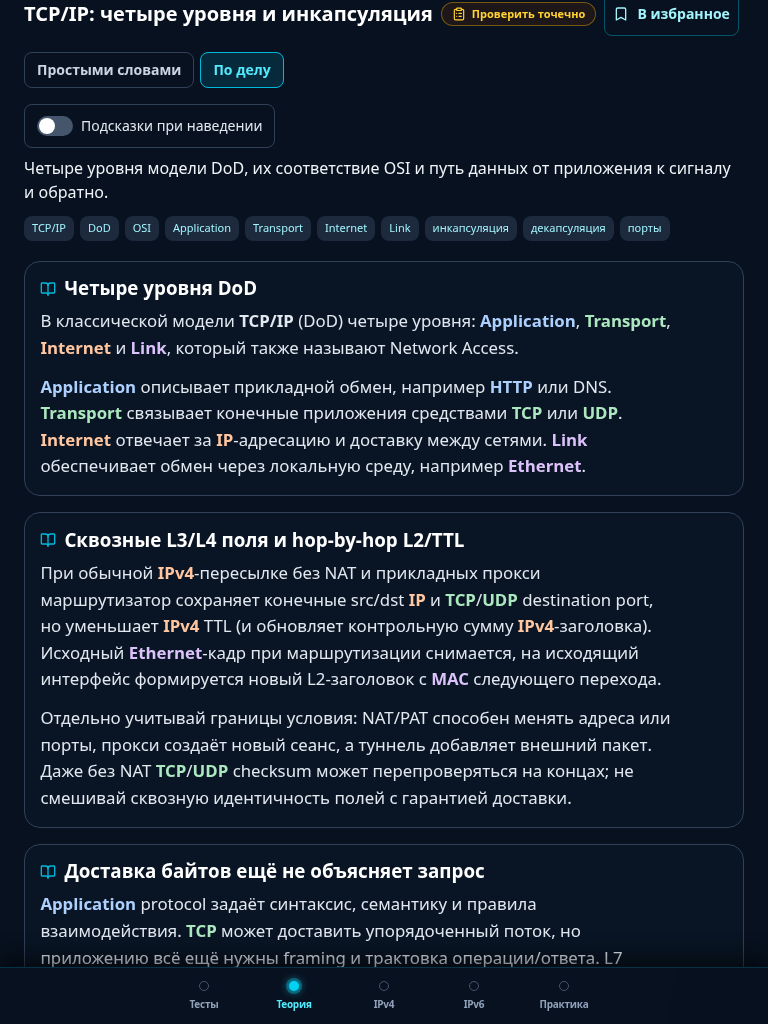 TCP/IP: четыре уровня и инкапсуляция
Проверить точечно
В избранное
Простыми словами
По делу
Подсказки при наведении
Четыре уровня модели DoD, их соответствие OSI и путь данных от приложения к сигналу
и обратно.
TCP/IP DoD OSI Application Transport Internet Link инкапсуляция декапсуляция порты
Четыре уровня DoD
В классической модели TCP/IP (DoD) четыре уровня: Application, Transport,
Internet и Link, который также называют Network Access.
Application описывает прикладной обмен, например HTTP или DNS.
Transport связывает конечные приложения средствами TCP или UDP.
Internet отвечает за IP-адресацию и доставку между сетями. Link
обеспечивает обмен через локальную среду, например Ethernet.
Сквозные L3/L4 поля и hop-by-hop L2/TTL
При обычной IPv4-пересылке без NAT и прикладных прокси
маршрутизатор сохраняет конечные src/dst IP и TCP/UDP destination port,
но уменьшает IPv4 TTL (и обновляет контрольную сумму IPv4-заголовка).
Исходный Ethernet-кадр при маршрутизации снимается, на исходящий
интерфейс формируется новый L2-заголовок с MAC следующего перехода.
Отдельно учитывай границы условия: NAT/PAT способен менять адреса или
порты, прокси создаёт новый сеанс, а туннель добавляет внешний пакет.
Даже без NAT TCP/UDP checksum может перепроверяться на концах; не
смешивай сквозную идентичность полей с гарантией доставки.
Доставка байтов ещё не объясняет запрос
Application protocol задаёт синтаксис, семантику и правила
взаимодействия. TCP может доставить упорядоченный поток, но
приложению всё ещё нужны framing и трактовка операции/ответа. L7
Тесты
Теория
IPv4
IPv6
Практика